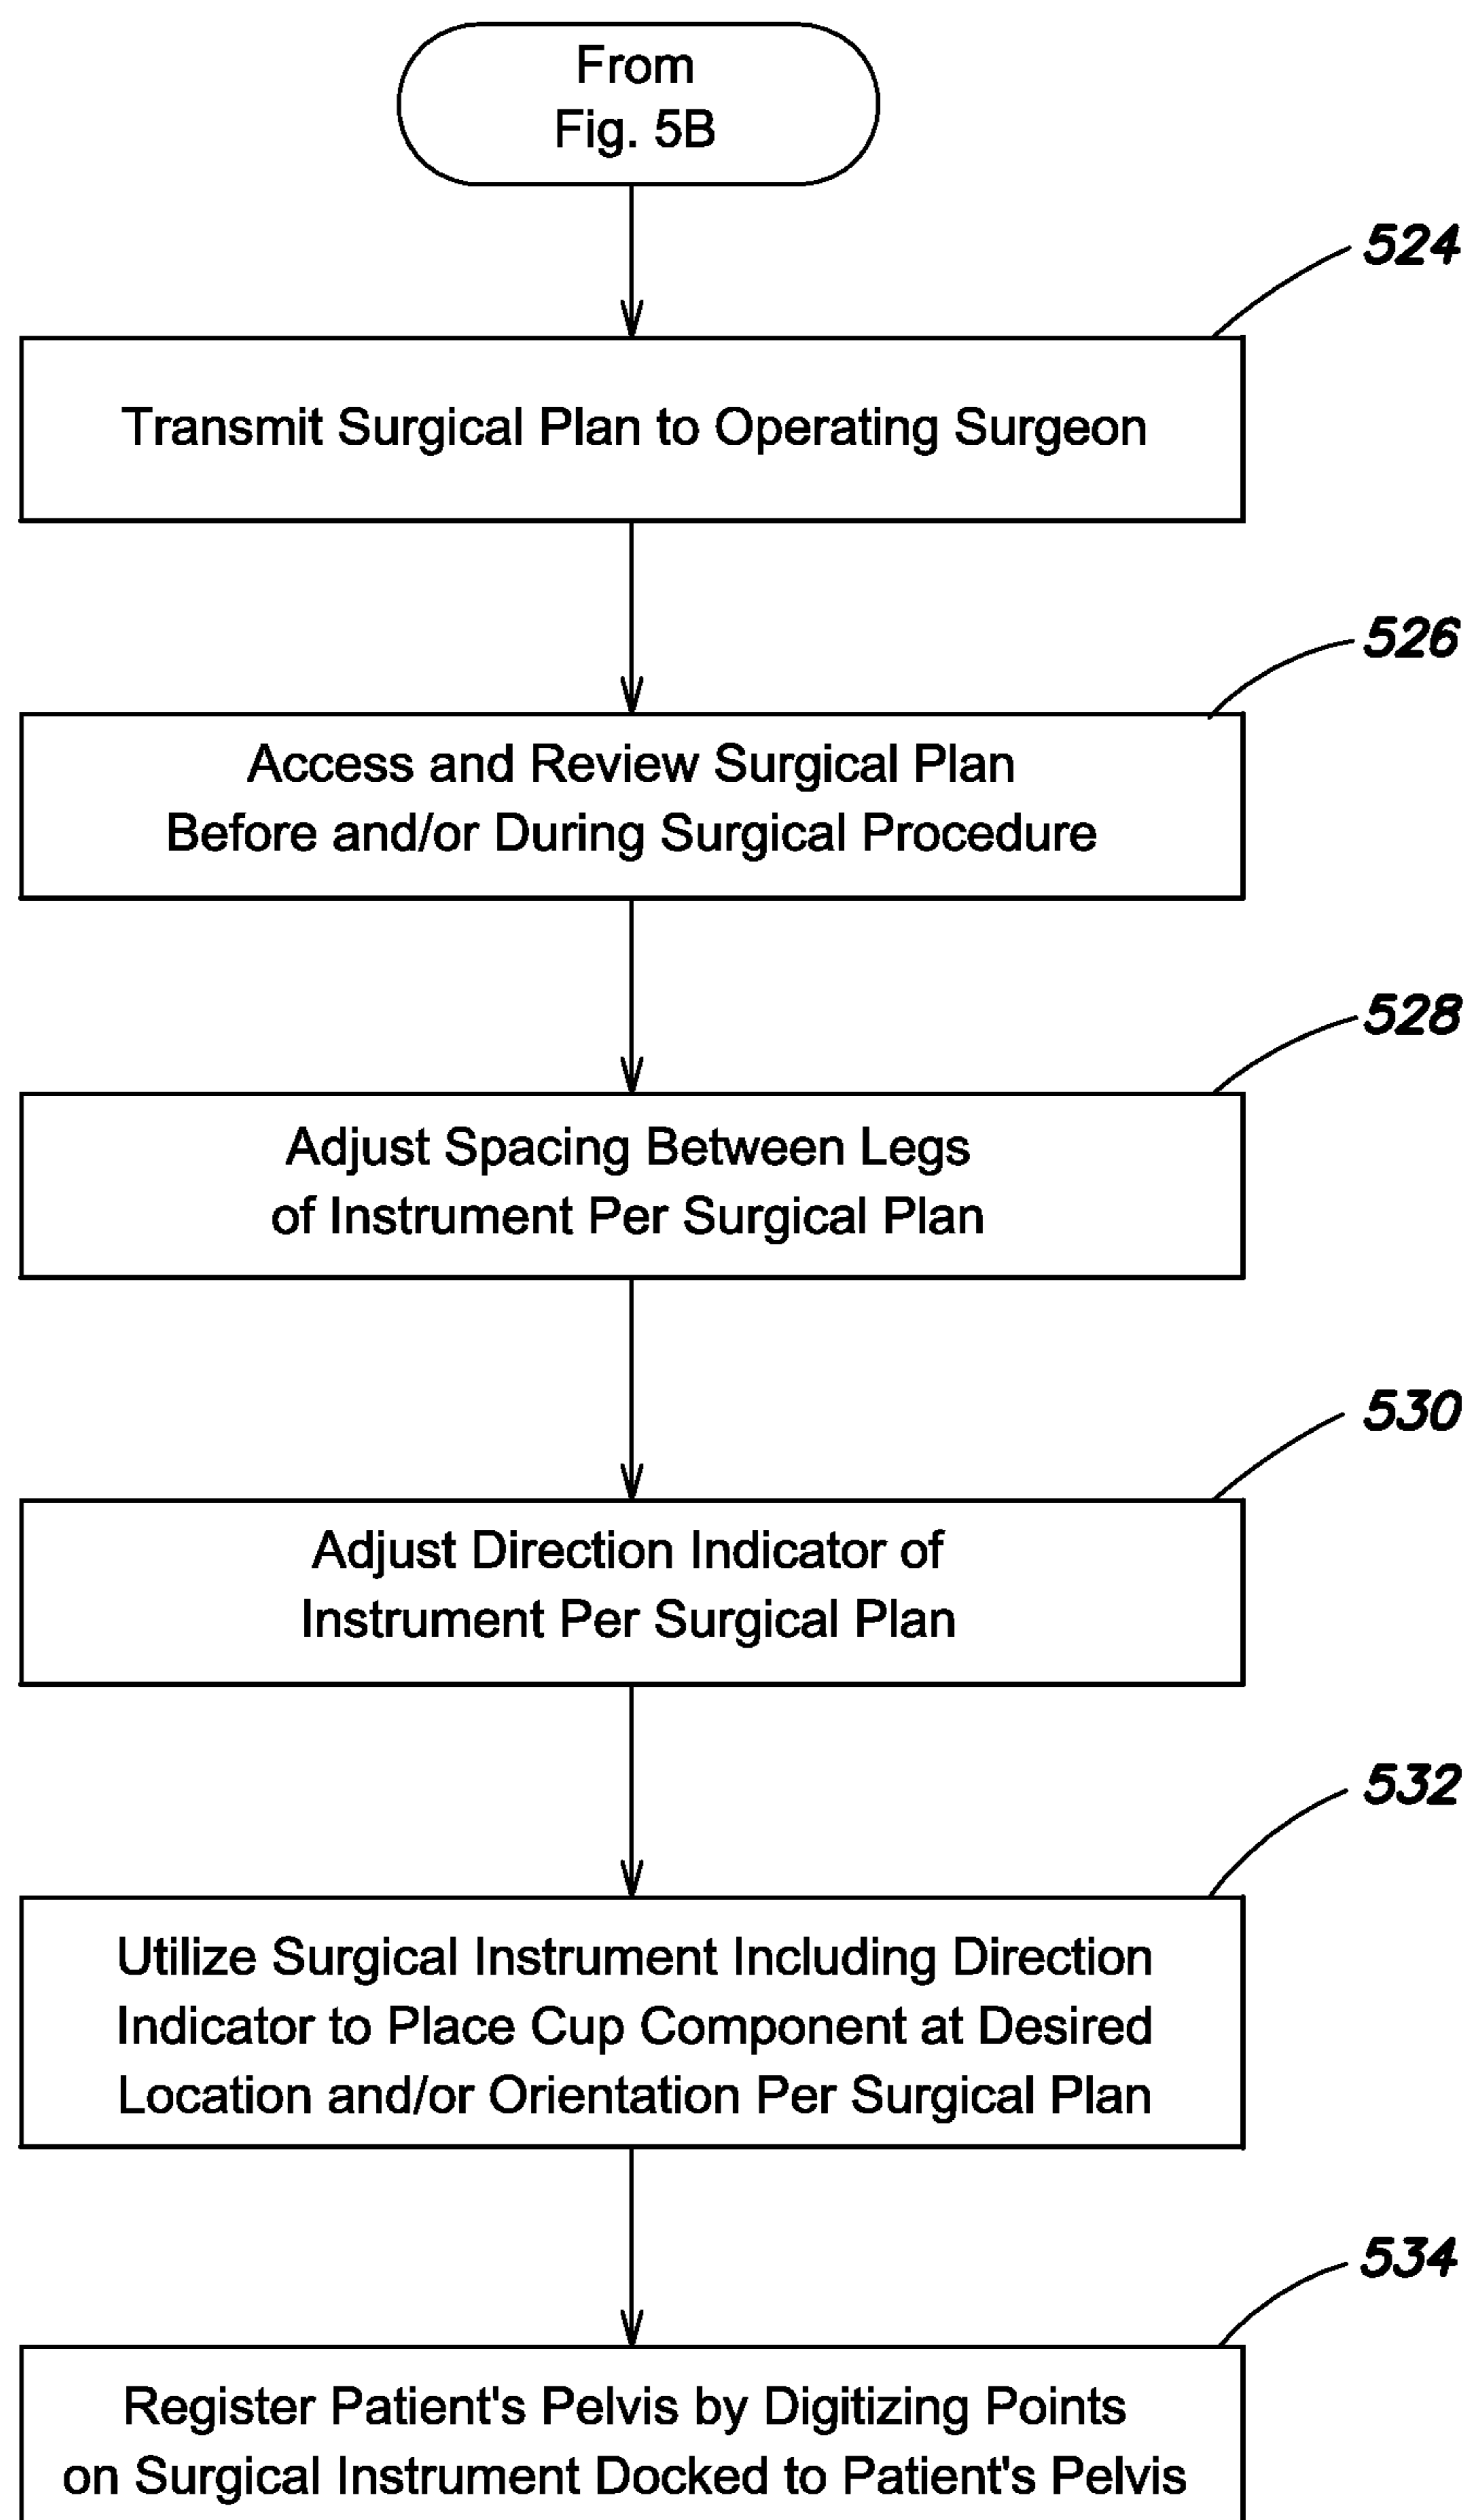 From
Fig. 5B
524
Transmit Surgical Plan to Operating Surgeon
526
Access and Review Surgical Plan
Before and/or During Surgical Procedure
528
Adjust Spacing Between Legs
of Instrument Per Surgical Plan
530
Adjust Direction Indicator of
Instrument Per Surgical Plan
532
Utilize Surgical Instrument Including Direction
Indicator to Place Cup Component at Desired
Location and/or Orientation Per Surgical Plan
534
Register Patient's Pelvis by Digitizing Points
on Surgical Instrument Docked to Patient's Pelvis